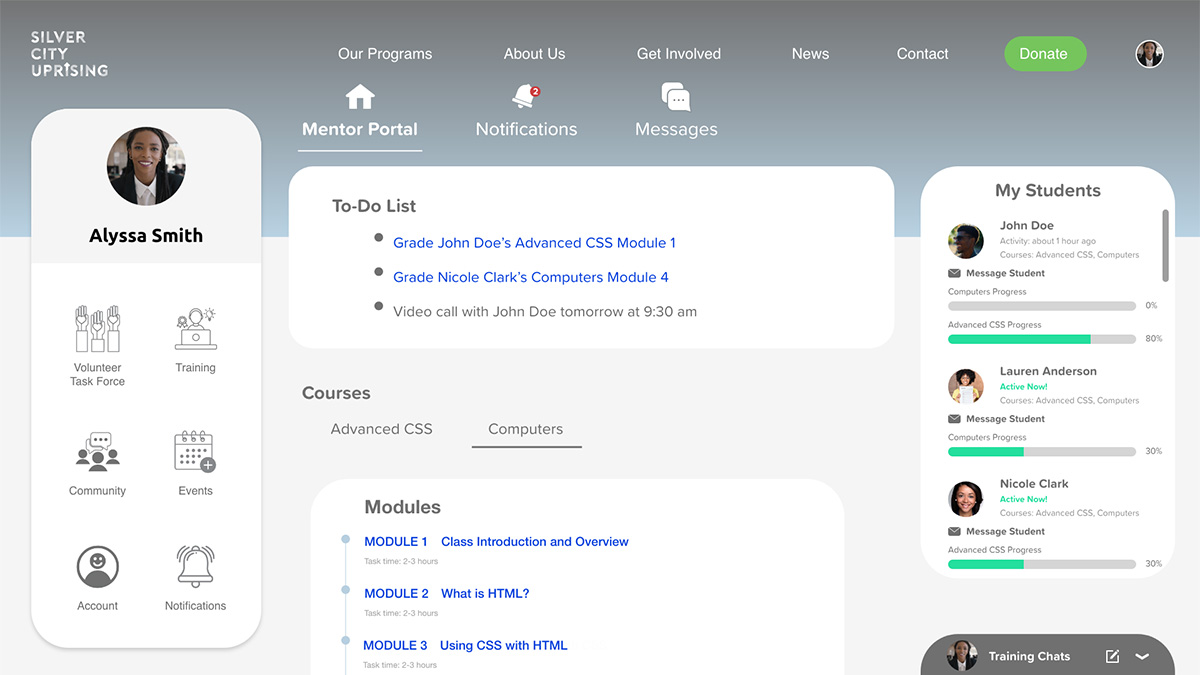 SILVER
CITY
UPRISING
Our Programs
About Us
Get Involved
News
Contact
Donate
Mentor Portal
2
Notifications
Messages
Alyssa Smith
Volunteer
Task Force
Training
Community
Events
Account
Notifications
To-Do List
Grade John Doe’s Advanced CSS Module 1
Grade Nicole Clark’s Computers Module 4
Video call with John Doe tomorrow at 9:30 am
Courses
Advanced CSS
Computers
Modules
MODULE 1 Class Introduction and Overview
Task time: 2-3 hours
MODULE 2 What is HTML?
Task time: 2-3 hours
MODULE 3 Using CSS with HTML
Task time: 2-3 hours
My Students
John Doe
Activity: about 1 hour ago
Courses: Advanced CSS, Computers
Message Student
Computers Progress
0%
Advanced CSS Progress
80%
Lauren Anderson
Active Now!
Courses: Advanced CSS, Computers
Message Student
Computers Progress
30%
Nicole Clark
Active Now!
Courses: Advanced CSS, Computers
Message Student
Advanced CSS Progress
30%
Training Chats